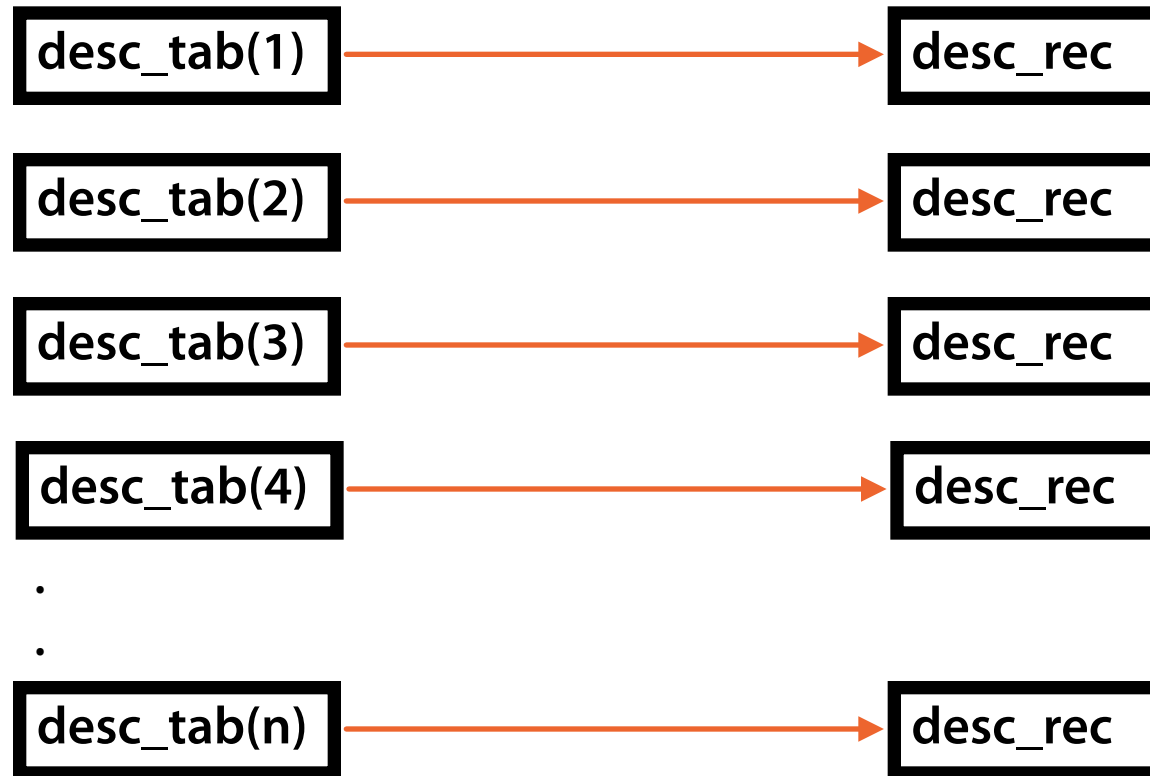 desc_tab(1) desc_rec
desc_tab(2) desc_rec
desc_tab(3) desc_rec
desc_tab(4) desc_rec
.
.
desc_tab(n) desc_rec